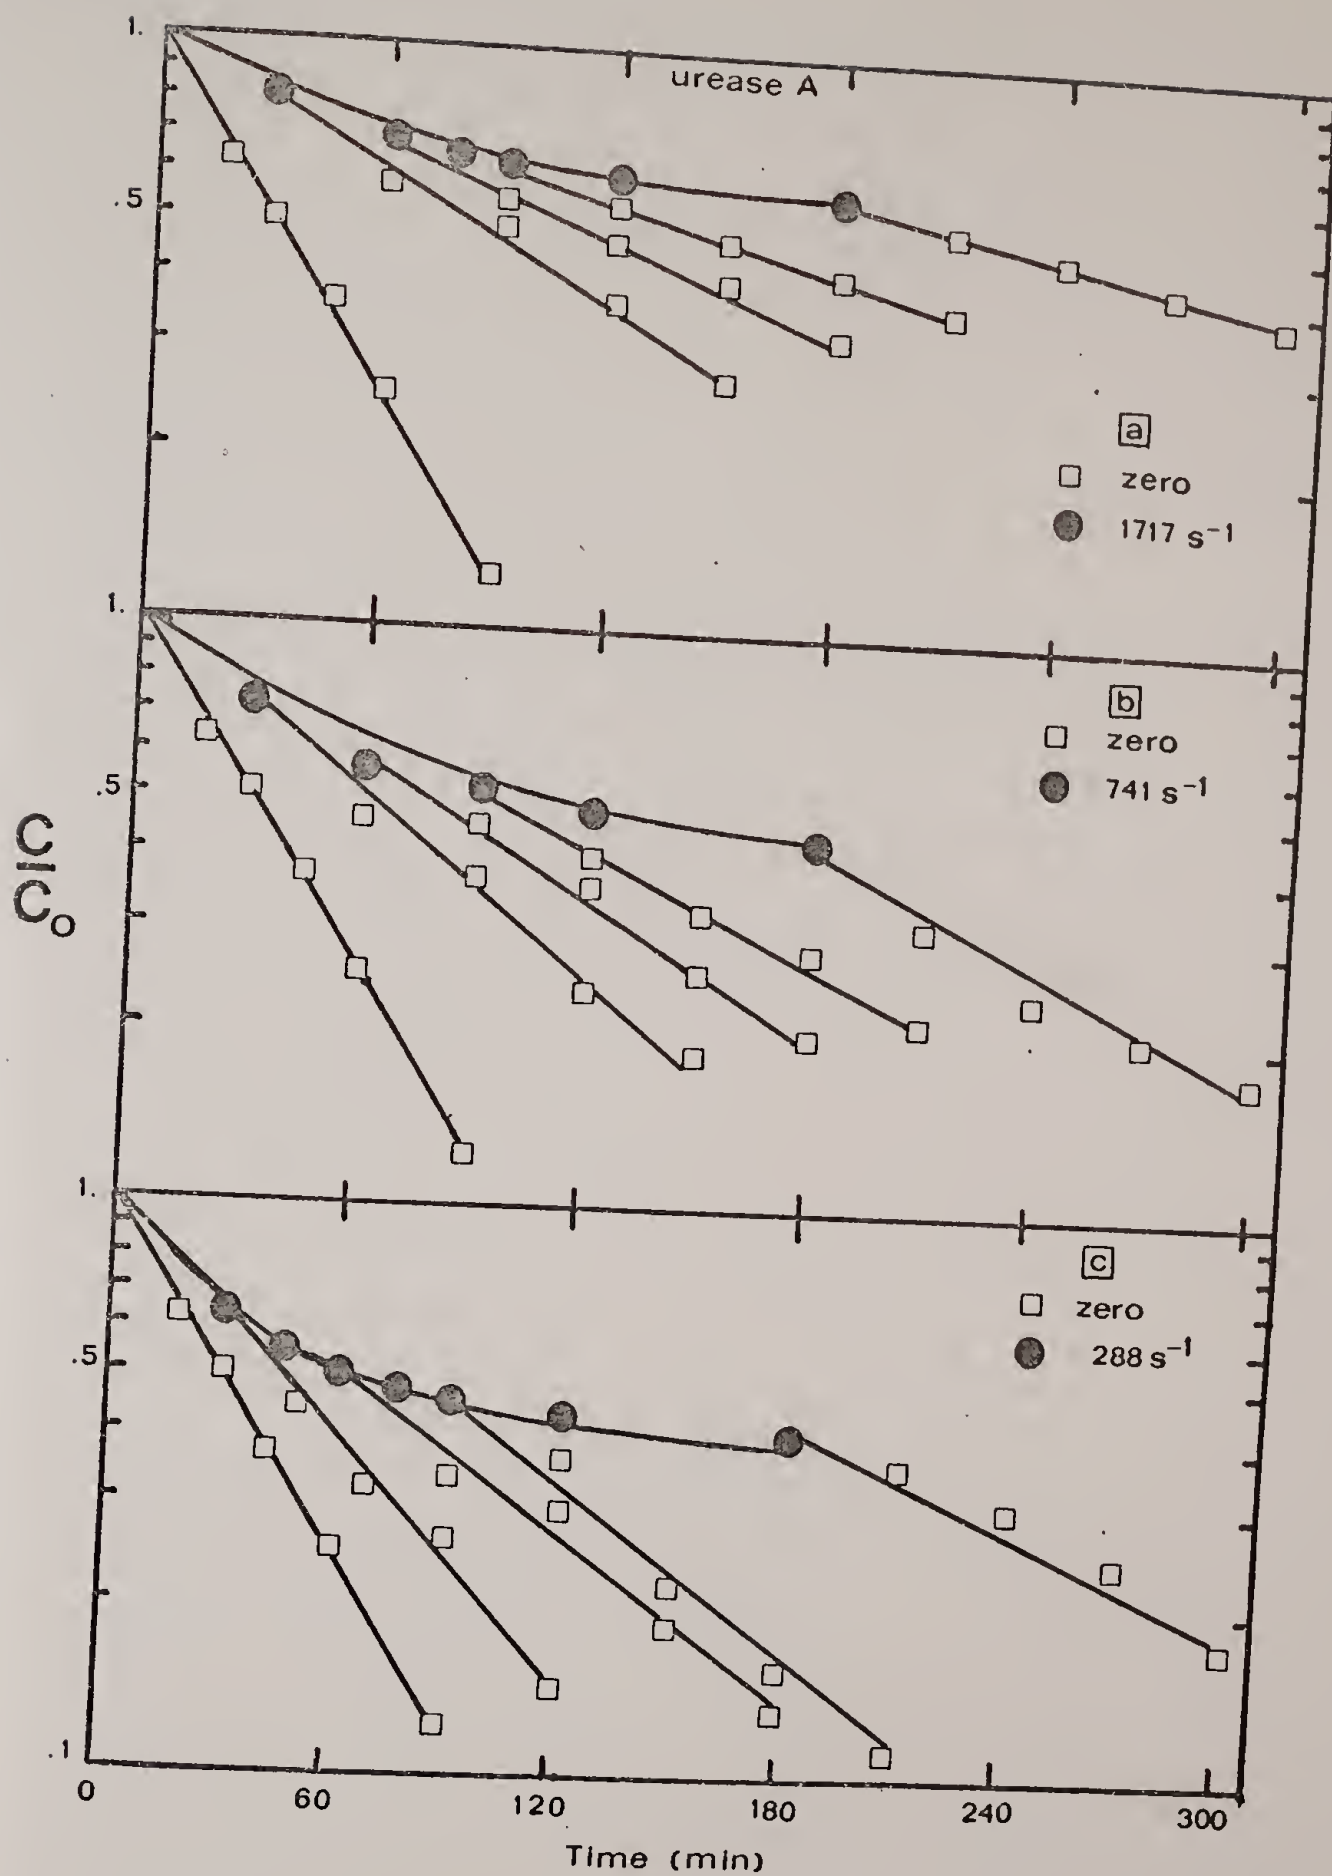 1.
urease A
.5
a
zero
1717 s⁻¹
1.
b
zero
741 s⁻¹
.5
C
C₀
1.
c
zero
288 s⁻¹
.5
.1
0 60 120 180 240 300
Time (min)